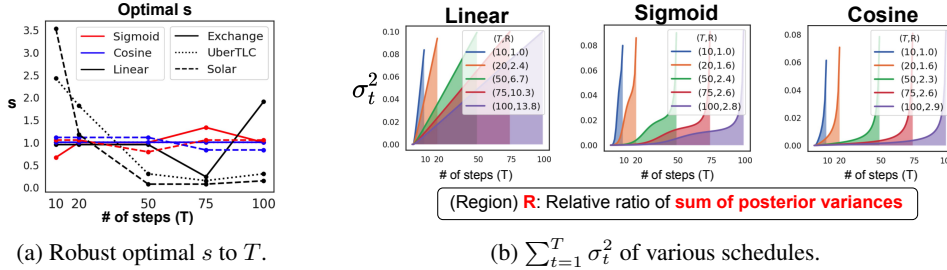 Optimal s
3.5
3.0
2.5
2.0
1.5
1.0
0.5
0.0
s
Sigmoid
Cosine
Linear
Exchange
UberTLC
Solar
10 20 50 75 100
# of steps (T)
(a) Robust optimal s to T.
Linear
σ_t^2
0.10
0.08
0.06
0.04
0.02
0.00
(T,R)
(10,1.0)
(20,2.4)
(50,6.7)
(75,10.3)
(100,13.8)
10 20 50 75 100
# of steps (T)
Sigmoid
0.08
0.06
0.04
0.02
0.00
(T,R)
(10,1.0)
(20,1.6)
(50,2.4)
(75,2.6)
(100,2.8)
10 20 50 75 100
# of steps (T)
Cosine
0.08
0.06
0.04
0.02
0.00
(T,R)
(10,1.0)
(20,1.6)
(50,2.3)
(75,2.6)
(100,2.9)
10 20 50 75 100
# of steps (T)
(Region) R: Relative ratio of sum of posterior variances
(b) ∑_{t=1}^T σ_t^2 of various schedules.